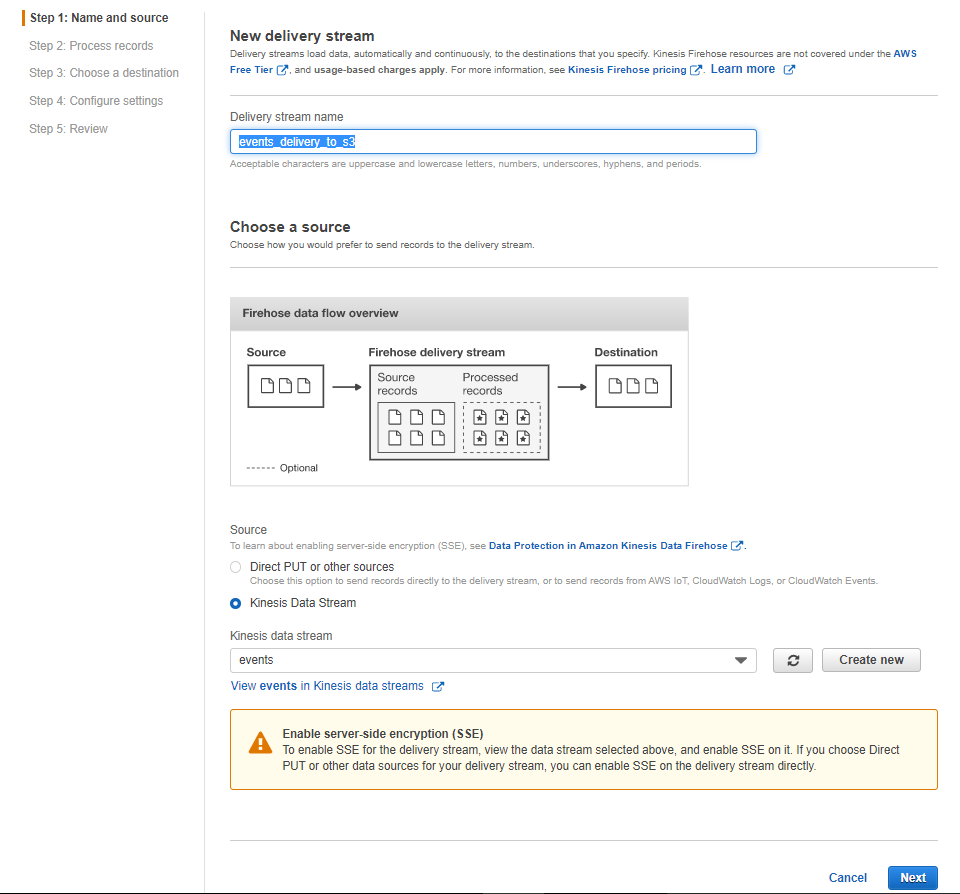 Step 1: Name and source
Step 2: Process records
Step 3: Choose a destination
Step 4: Configure settings
Step 5: Review
New delivery stream
Delivery streams load data, automatically and continuously, to the destinations that you specify. Kinesis Firehose resources are not covered under the AWS
Free Tier, and usage-based charges apply. For more information, see Kinesis Firehose pricing. Learn more
Delivery stream name
events_delivery_to_s3
Acceptable characters are uppercase and lowercase letters, numbers, underscores, hyphens, and periods.
Choose a source
Choose how you would prefer to send records to the delivery stream.
Firehose data flow overview
Source
Firehose delivery stream
Destination
Source
records
Processed
records
Optional
Source
To learn about enabling server-side encryption (SSE), see Data Protection in Amazon Kinesis Data Firehose.
Direct PUT or other sources
Choose this option to send records directly to the delivery stream, or to send records from AWS IoT, CloudWatch Logs, or CloudWatch Events.
Kinesis Data Stream
Kinesis data stream
events
Create new
View events in Kinesis data streams
Enable server-side encryption (SSE)
To enable SSE for the delivery stream, view the data stream selected above, and enable SSE on it. If you choose Direct
PUT or other data sources for your delivery stream, you can enable SSE on the delivery stream directly.
Cancel
Next